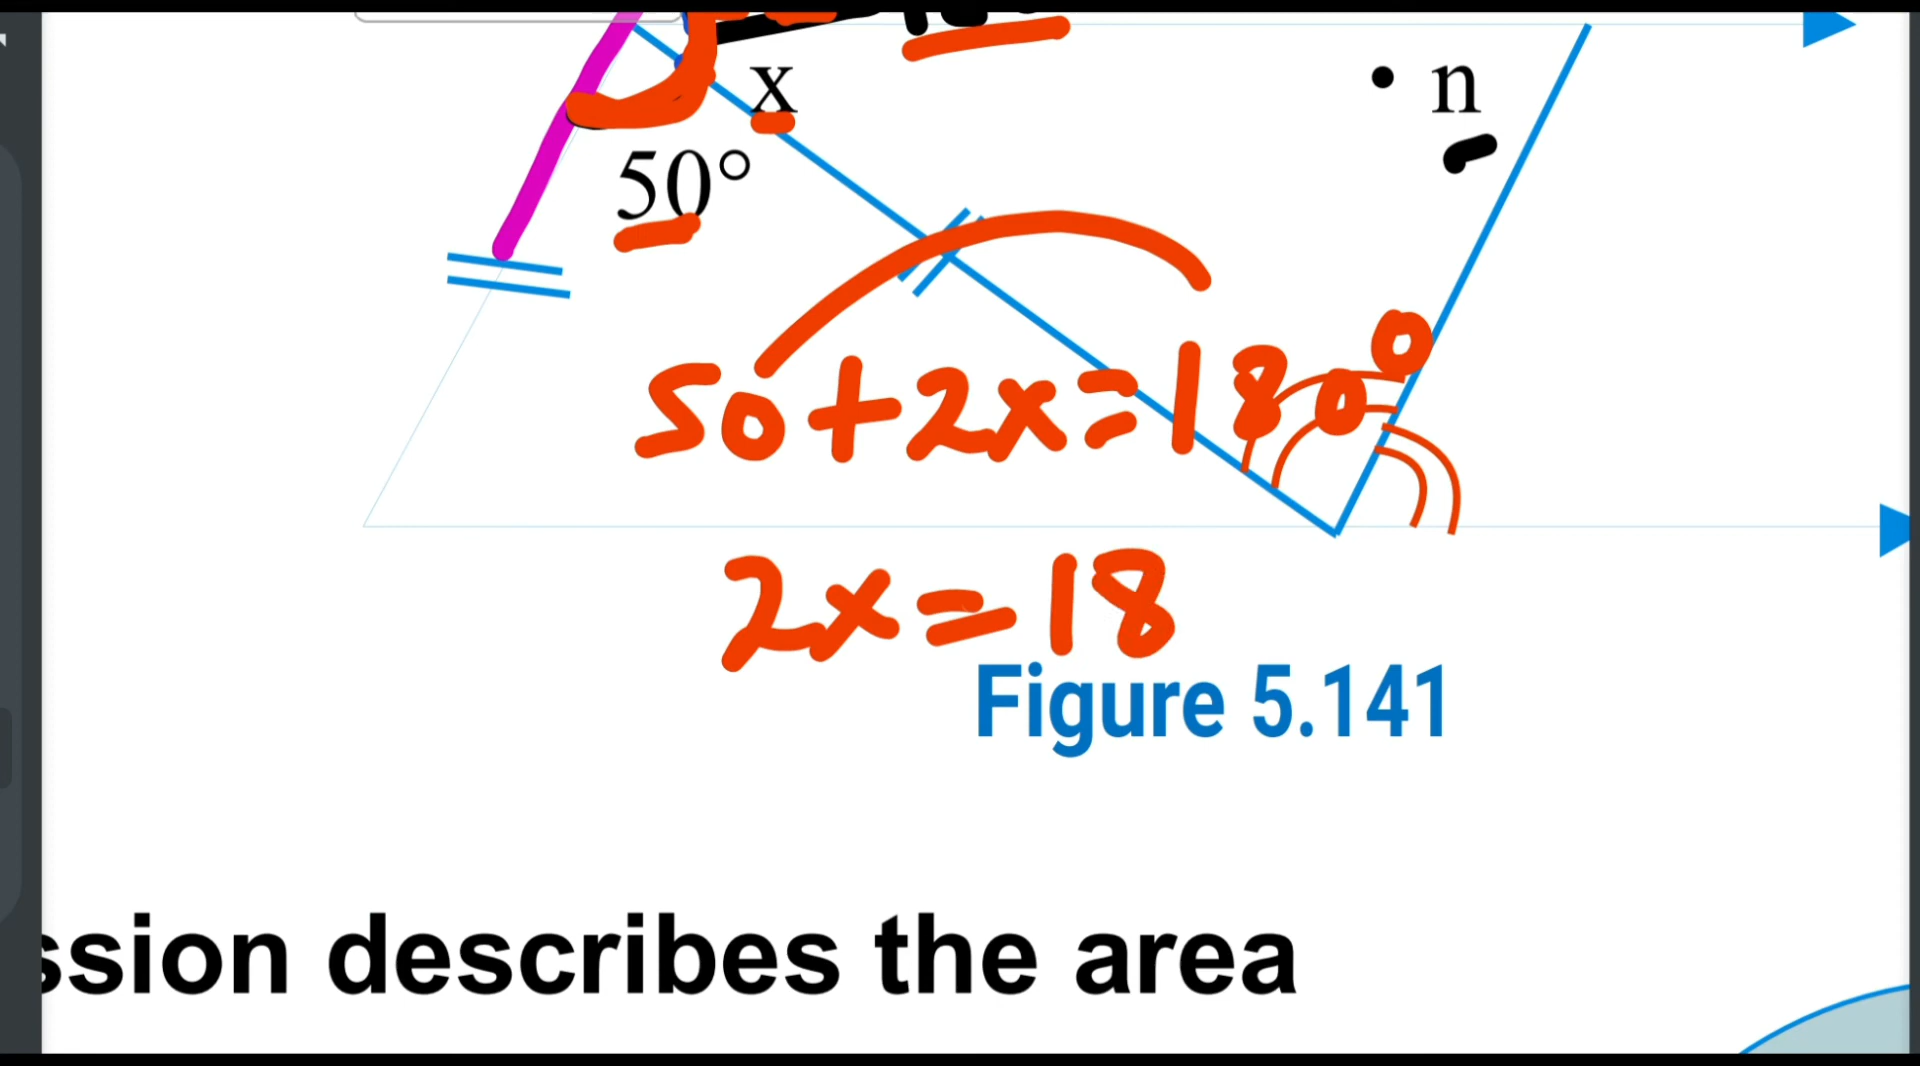 x
n
50°
50+2x=180°
2x=18
Figure 5.141
ssion describes the area